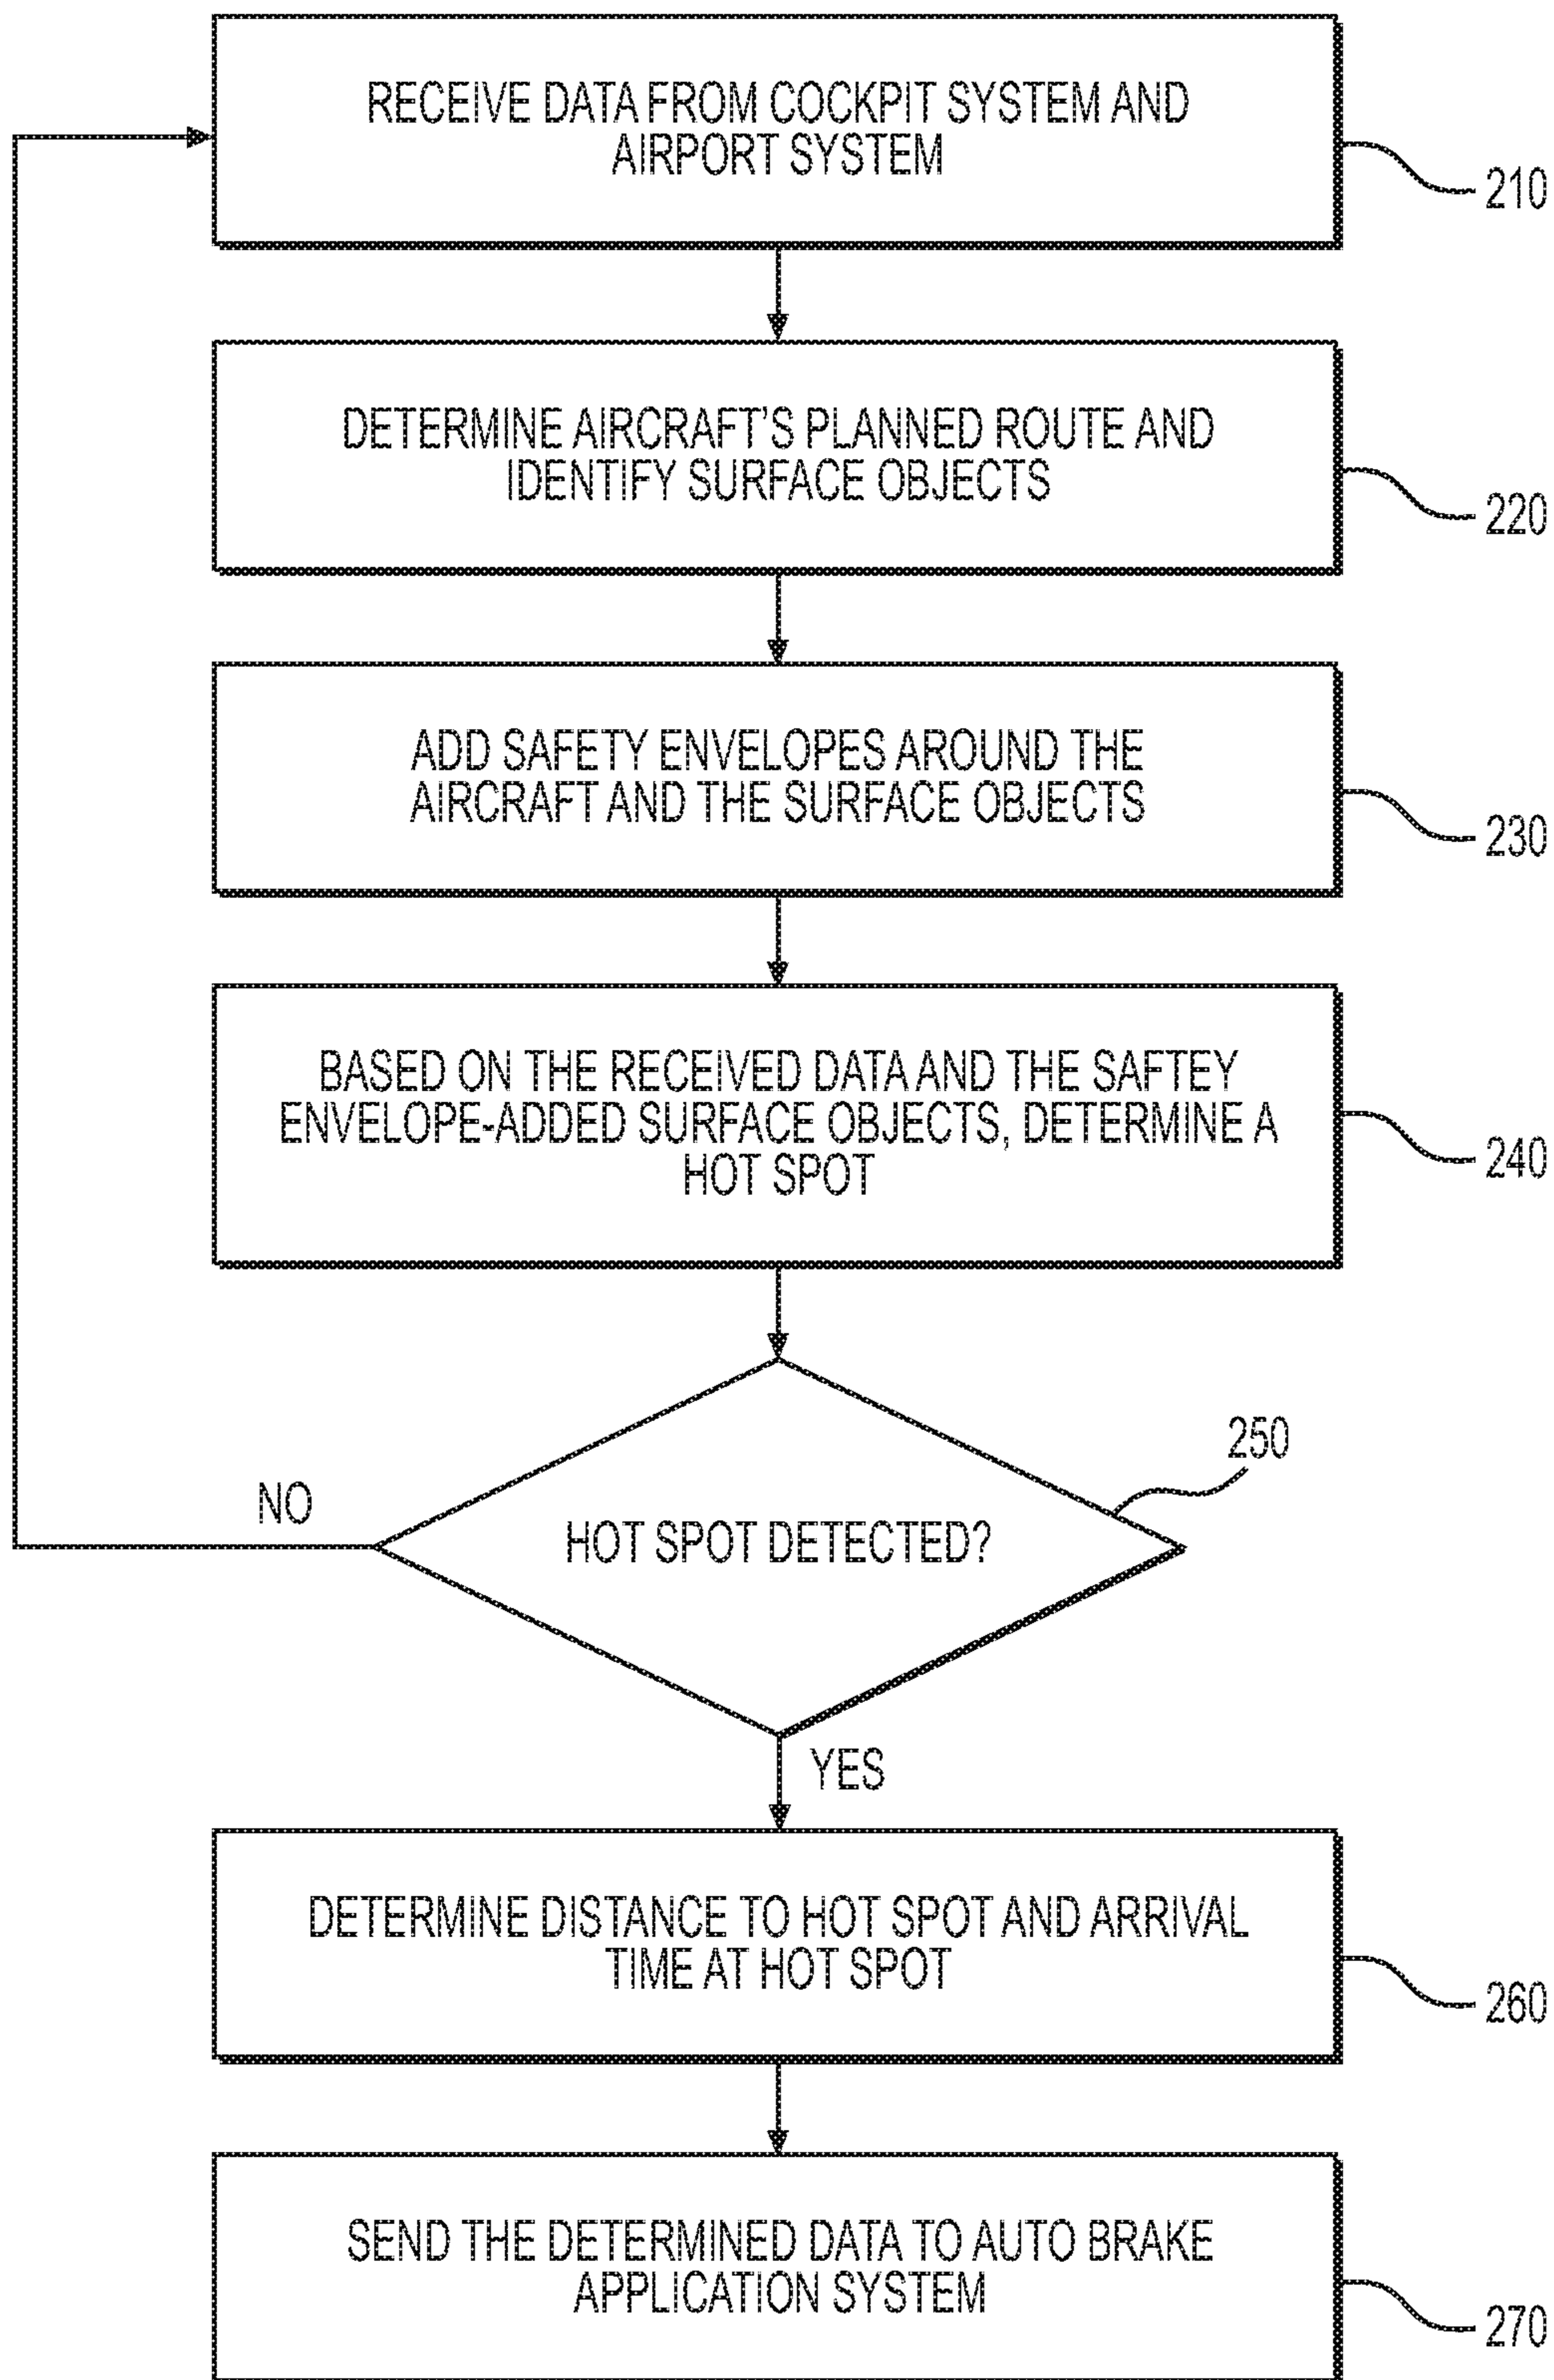 RECEIVE DATA FROM COCKPIT SYSTEM AND
AIRPORT SYSTEM
210
DETERMINE AIRCRAFT'S PLANNED ROUTE AND
IDENTIFY SURFACE OBJECTS
220
ADD SAFETY ENVELOPES AROUND THE
AIRCRAFT AND THE SURFACE OBJECTS
230
BASED ON THE RECEIVED DATA AND THE SAFTEY
ENVELOPE-ADDED SURFACE OBJECTS, DETERMINE A
HOT SPOT
240
250
NO
HOT SPOT DETECTED?
YES
DETERMINE DISTANCE TO HOT SPOT AND ARRIVAL
TIME AT HOT SPOT
260
SEND THE DETERMINED DATA TO AUTO BRAKE
APPLICATION SYSTEM
270